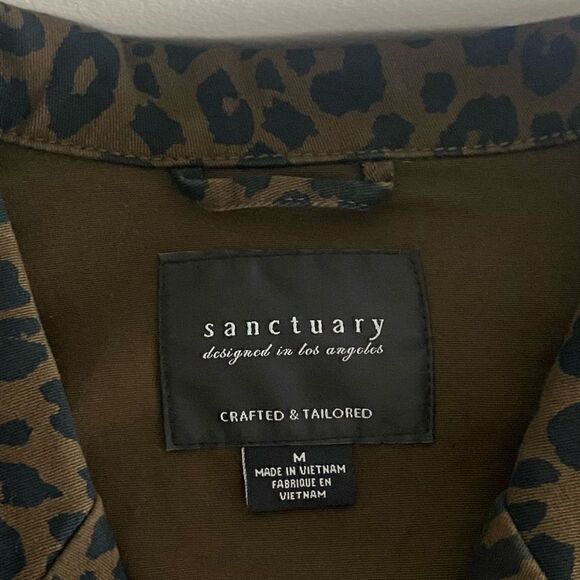 sanctuary
designed in los angeles
CRAFTED & TAILORED
M
MADE IN VIETNAM
FABRIQUE EN
VIETNAM